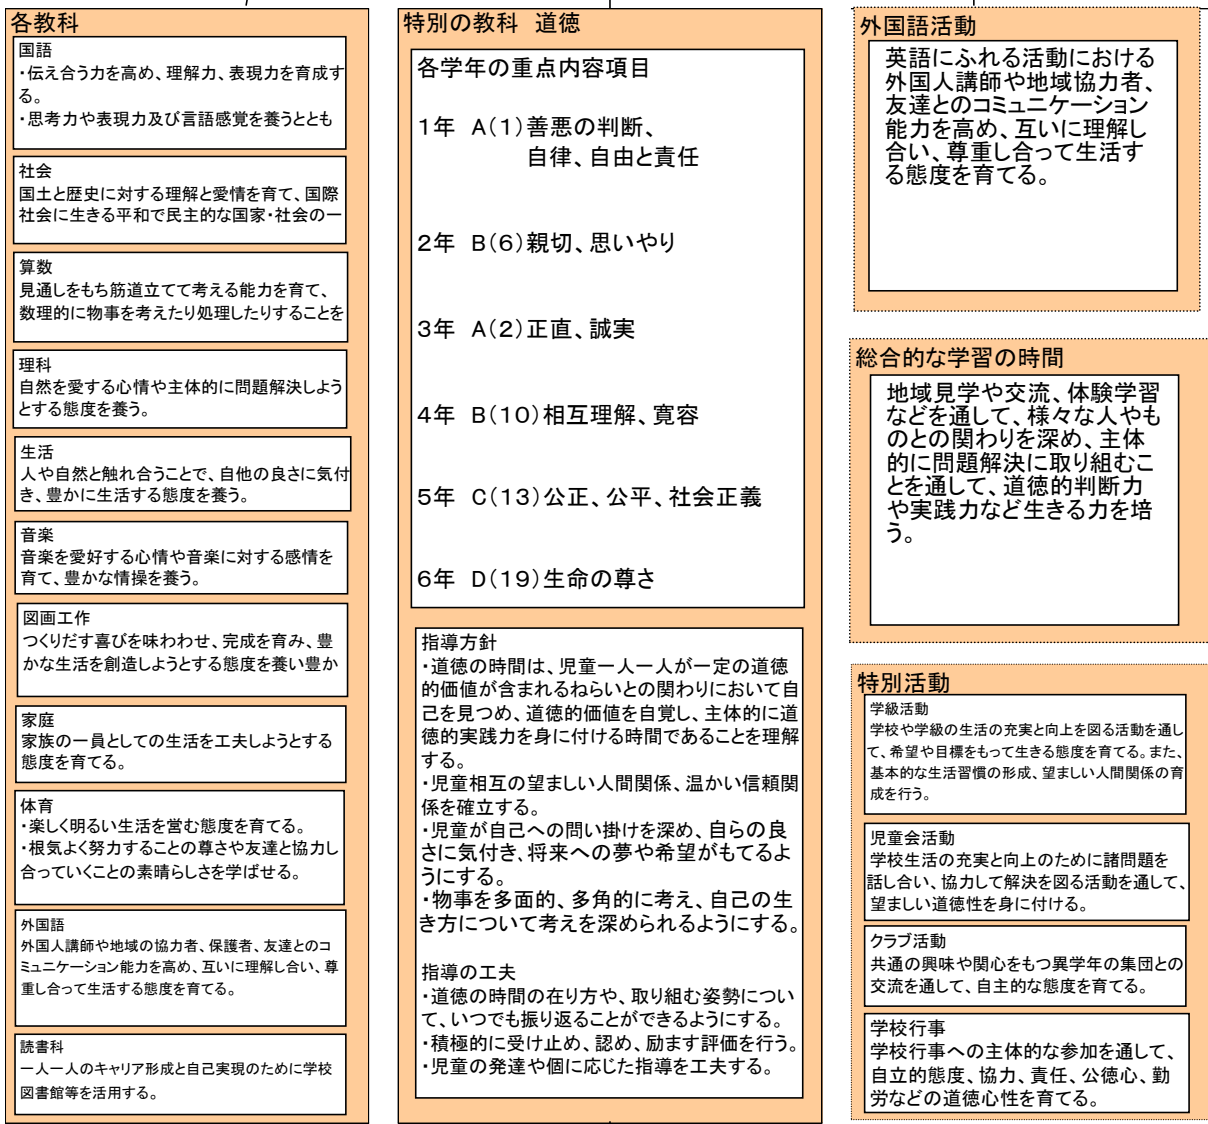 各教科
国語
・伝え合う力を高め、理解力、表現力を育成す
る。
・思考力や表現力及び言語感覚を養うととも
社会
国土と歴史に対する理解と愛情を育て、国際
社会に生きる平和で民主的な国家・社会の一
算数
見通しをもち筋道立てて考える能力を育て、
数理的に物事を考えたり処理したりすることを
理科
自然を愛する心情や主体的に問題解決しよう
とする態度を養う。
生活
人や自然と触れ合うことで、自他の良さに気付
き、豊かに生活する態度を養う。
音楽
音楽を愛好する心情や音楽に対する感情を
育て、豊かな情操を養う。
図画工作
つくりだす喜びを味わわせ、完成を育み、豊
かな生活を創造しようとする態度を養い豊か
家庭
家族の一員としての生活を工夫しようとする
態度を育てる。
体育
・楽しく明るい生活を営む態度を育てる。
・根気よく努力することの尊さや友達と協力し
合っていくことの素晴らしさを学ばせる。
外国語
外国人講師や地域の協力者、保護者、友達とのコ
ミュニケーション能力を高め、互いに理解し合い、尊
重し合って生活する態度を育てる。
読書科
一人一人のキャリア形成と自己実現のために学校
図書館等を活用する。
特別の教科 道徳
各学年の重点内容項目
1年 A(1)善悪の判断、
自律、自由と責任
2年 B(6)親切、思いやり
3年 A(2)正直、誠実
4年 B(10)相互理解、寛容
5年 C(13)公正、公平、社会正義
6年 D(19)生命の尊さ
指導方針
・道徳の時間は、児童一人一人が一定の道徳
的価値が含まれるねらいとの関わりにおいて自
己を見つめ、道徳的価値を自覚し、主体的に道
徳的実践力を身に付ける時間であることを理解
する。
・児童相互の望ましい人間関係、温かい信頼関
係を確立する。
・児童が自己への問い掛けを深め、自らの良
さに気付き、将来への夢や希望がもてるよ
うにする。
・物事を多面的、多角的に考え、自己の生
き方について考えを深められるようにする。
指導の工夫
・道徳の時間の在り方や、取り組む姿勢につい
て、いつでも振り返ることができるようにする。
・積極的に受け止め、認め、励ます評価を行う。
・児童の発達や個に応じた指導を工夫する。
外国語活動
英語にふれる活動における
外国人講師や地域協力者、
友達とのコミュニケーション
能力を高め、互いに理解し
合い、尊重し合って生活す
る態度を育てる。
総合的な学習の時間
地域見学や交流、体験学習
などを通して、様々な人やも
のとの関わりを深め、主体
的に問題解決に取り組むこ
とを通して、道徳的判断力
や実践力など生きる力を培
う。
特別活動
学級活動
学校や学級の生活の充実と向上を図る活動を通し
て、希望や目標をもって生きる態度を育てる。また、
基本的な生活習慣の形成、望ましい人間関係の育
成を行う。
児童会活動
学校生活の充実と向上のために諸問題を
話し合い、協力して解決を図る活動を通して、
望ましい道徳性を身に付ける。
クラブ活動
共通の興味や関心をもつ異学年の集団との
交流を通して、自主的な態度を育てる。
学校行事
学校行事への主体的な参加を通して、
自立的態度、協力、責任、公徳心、勤
労などの道徳心性を育てる。